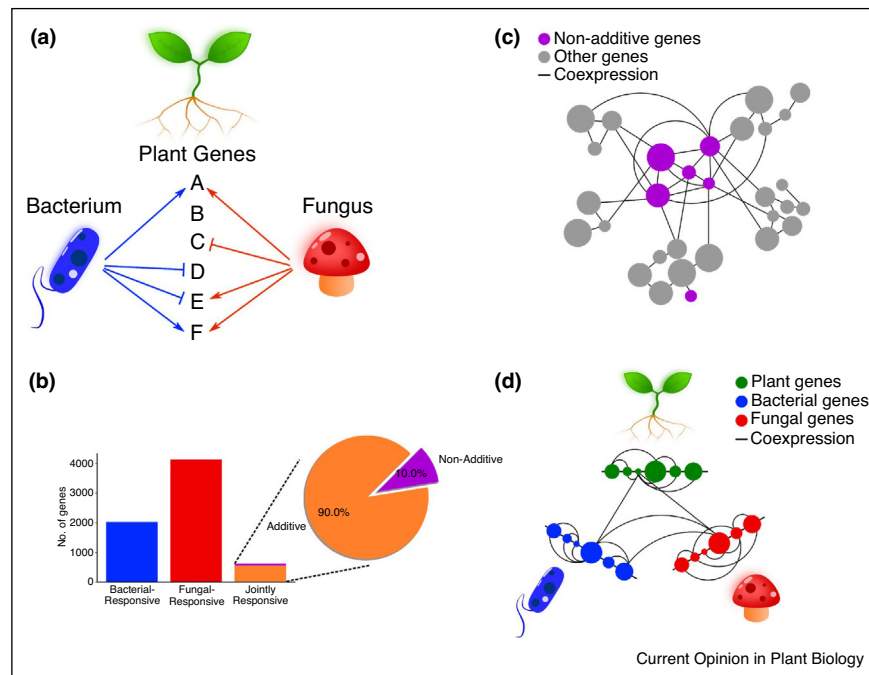 (a)
Plant Genes
Bacterium
Fungus
A
B
C
D
E
F
(b)
No. of genes
4000
3000
2000
1000
0
Bacterial-
Responsive
Fungal-
Responsive
Jointly
Responsive
Additive
90.0%
10.0%
Non-Additive
(c)
Non-additive genes
Other genes
Coexpression
(d)
Plant genes
Bacterial genes
Fungal genes
Coexpression
Current Opinion in Plant Biology